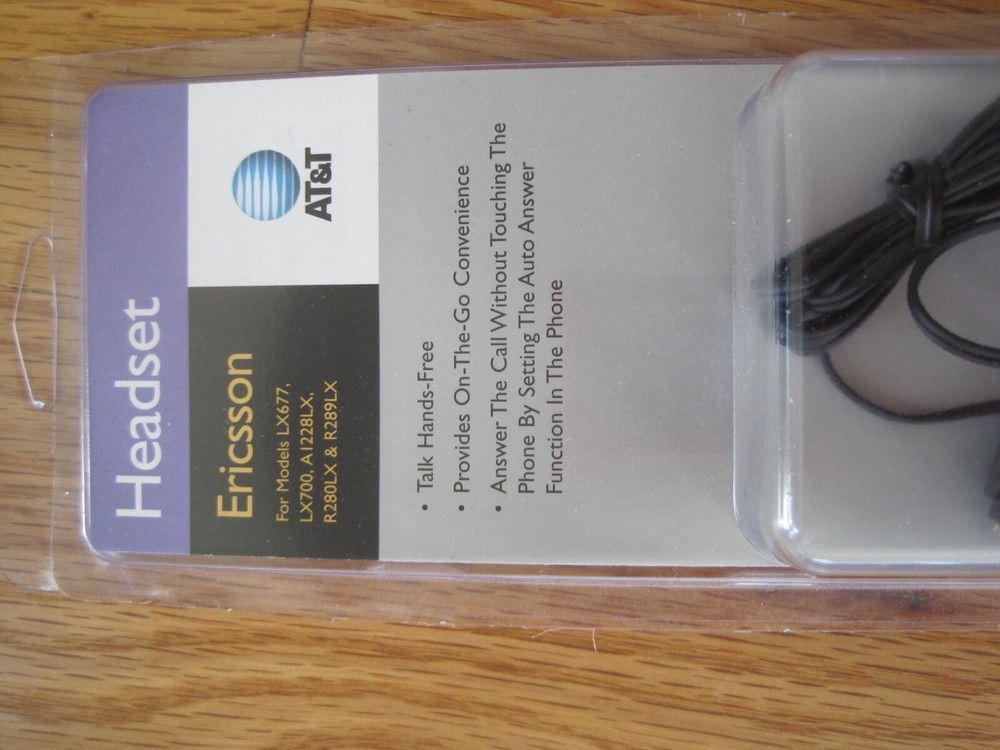 Headset
AT&T
Ericsson
For Models LX677,
LX700, A1228LX,
R280LX & R289LX
• Talk Hands-Free
• Provides On-The-Go Convenience
• Answer The Call Without Touching The
Phone By Setting The Auto Answer
Function In The Phone